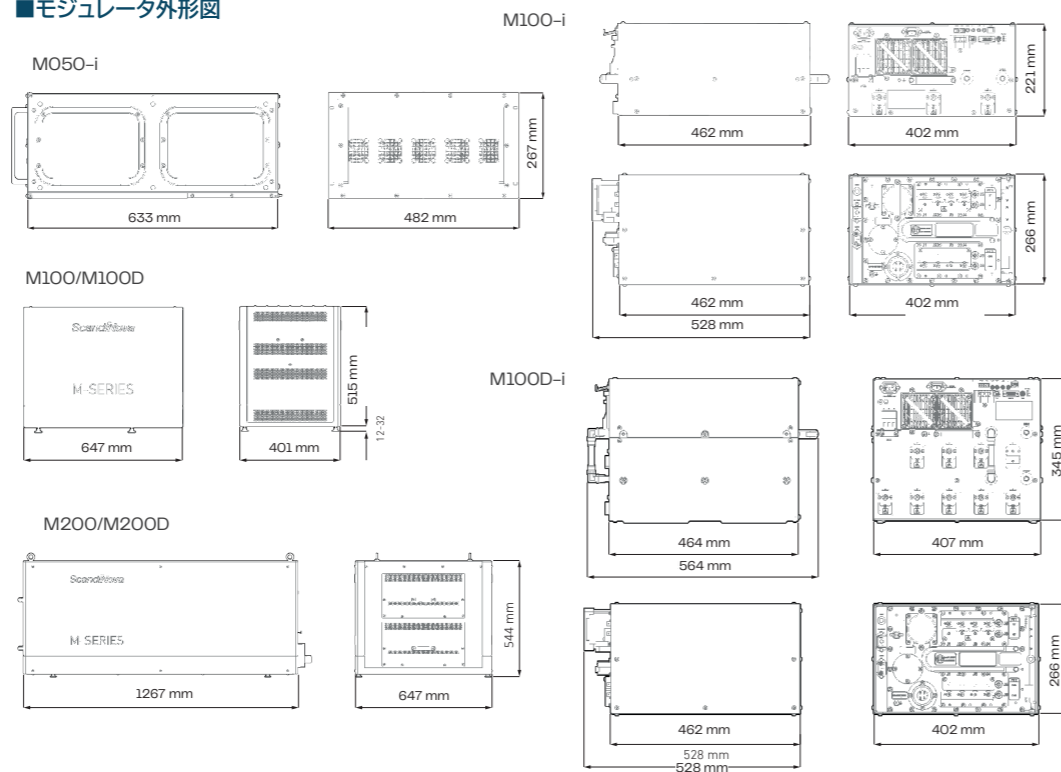 ■モジュレータ外形図
M050-i
633 mm
482 mm
267 mm
M100/M100D
ScandiNova
M-SERIES
647 mm
401 mm
515 mm
12-32
M200/M200D
ScandiNova
M-SERIES
1267 mm
647 mm
544 mm
M100-i
462 mm
402 mm
221 mm
462 mm
528 mm
402 mm
266 mm
M100D-i
464 mm
564 mm
407 mm
345 mm
462 mm
528 mm
528 mm
402 mm
266 mm